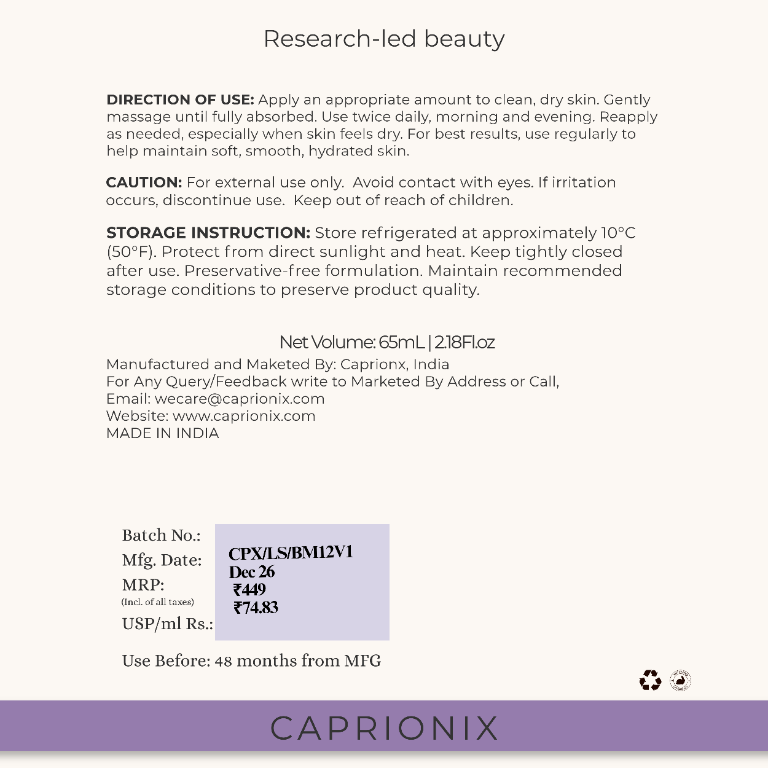 Research-led beauty
DIRECTION OF USE: Apply an appropriate amount to clean, dry skin. Gently
massage until fully absorbed. Use twice daily, morning and evening. Reapply
as needed, especially when skin feels dry. For best results, use regularly to
help maintain soft, smooth, hydrated skin.
CAUTION: For external use only. Avoid contact with eyes. If irritation
occurs, discontinue use. Keep out of reach of children.
STORAGE INSTRUCTION: Store refrigerated at approximately 10°C
(50°F). Protect from direct sunlight and heat. Keep tightly closed
after use. Preservative-free formulation. Maintain recommended
storage conditions to preserve product quality.
Net Volume: 65mL | 2.18Fl.oz
Manufactured and Maketed By: Caprionx, India
For Any Query/Feedback write to Marketed By Address or Call,
Email: wecare@caprionix.com
Website: www.caprionix.com
MADE IN INDIA
Batch No.: CPX/LS/BM12V1
Mfg. Date: Dec 26
MRP: ₹449
(Incl. of all taxes)
USP/ml Rs.: ₹74.83
Use Before: 48 months from MFG
CAPRIONIX